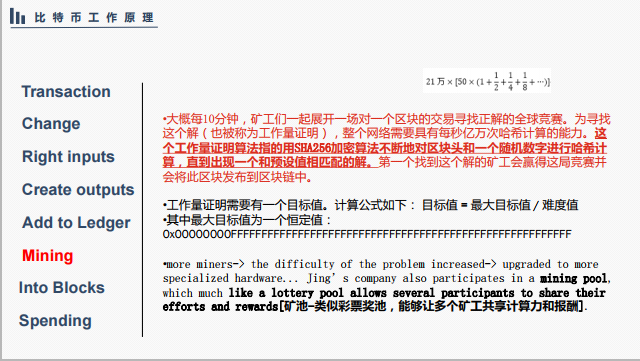 比特币工作原理
21 万 × [50 × (1+1/2+1/4+1/8+⋯)]
Transaction
Change
Right inputs
Create outputs
Add to Ledger
Mining
Into Blocks
Spending
•大概每10分钟，矿工们一起展开一场对一个区块的交易寻找正解的全球竞赛。为寻找
这个解（也被称为工作量证明），整个网络需要具有每秒亿万次哈希计算的能力。这
个工作量证明算法指的用SHA256加密算法不断地对区块头和一个随机数字进行哈希计
算，直到出现一个和预设值相匹配的解。第一个找到这个解的矿工会赢得这局竞赛并
会将此区块发布到区块链中。
•工作量证明需要有一个目标值。计算公式如下： 目标值 = 最大目标值 / 难度值
•其中最大目标值为一个恒定值：
0x00000000FFFFFFFFFFFFFFFFFFFFFFFFFFFFFFFFFFFFFFFFFFFFFFFFFFFFFFFF
•more miners-> the difficulty of the problem increased-> upgraded to more
specialized hardware... Jing’s company also participates in a mining pool,
which much like a lottery pool allows several participants to share their
efforts and rewards[矿池-类似彩票奖池，能够让多个矿工共享计算力和报酬].